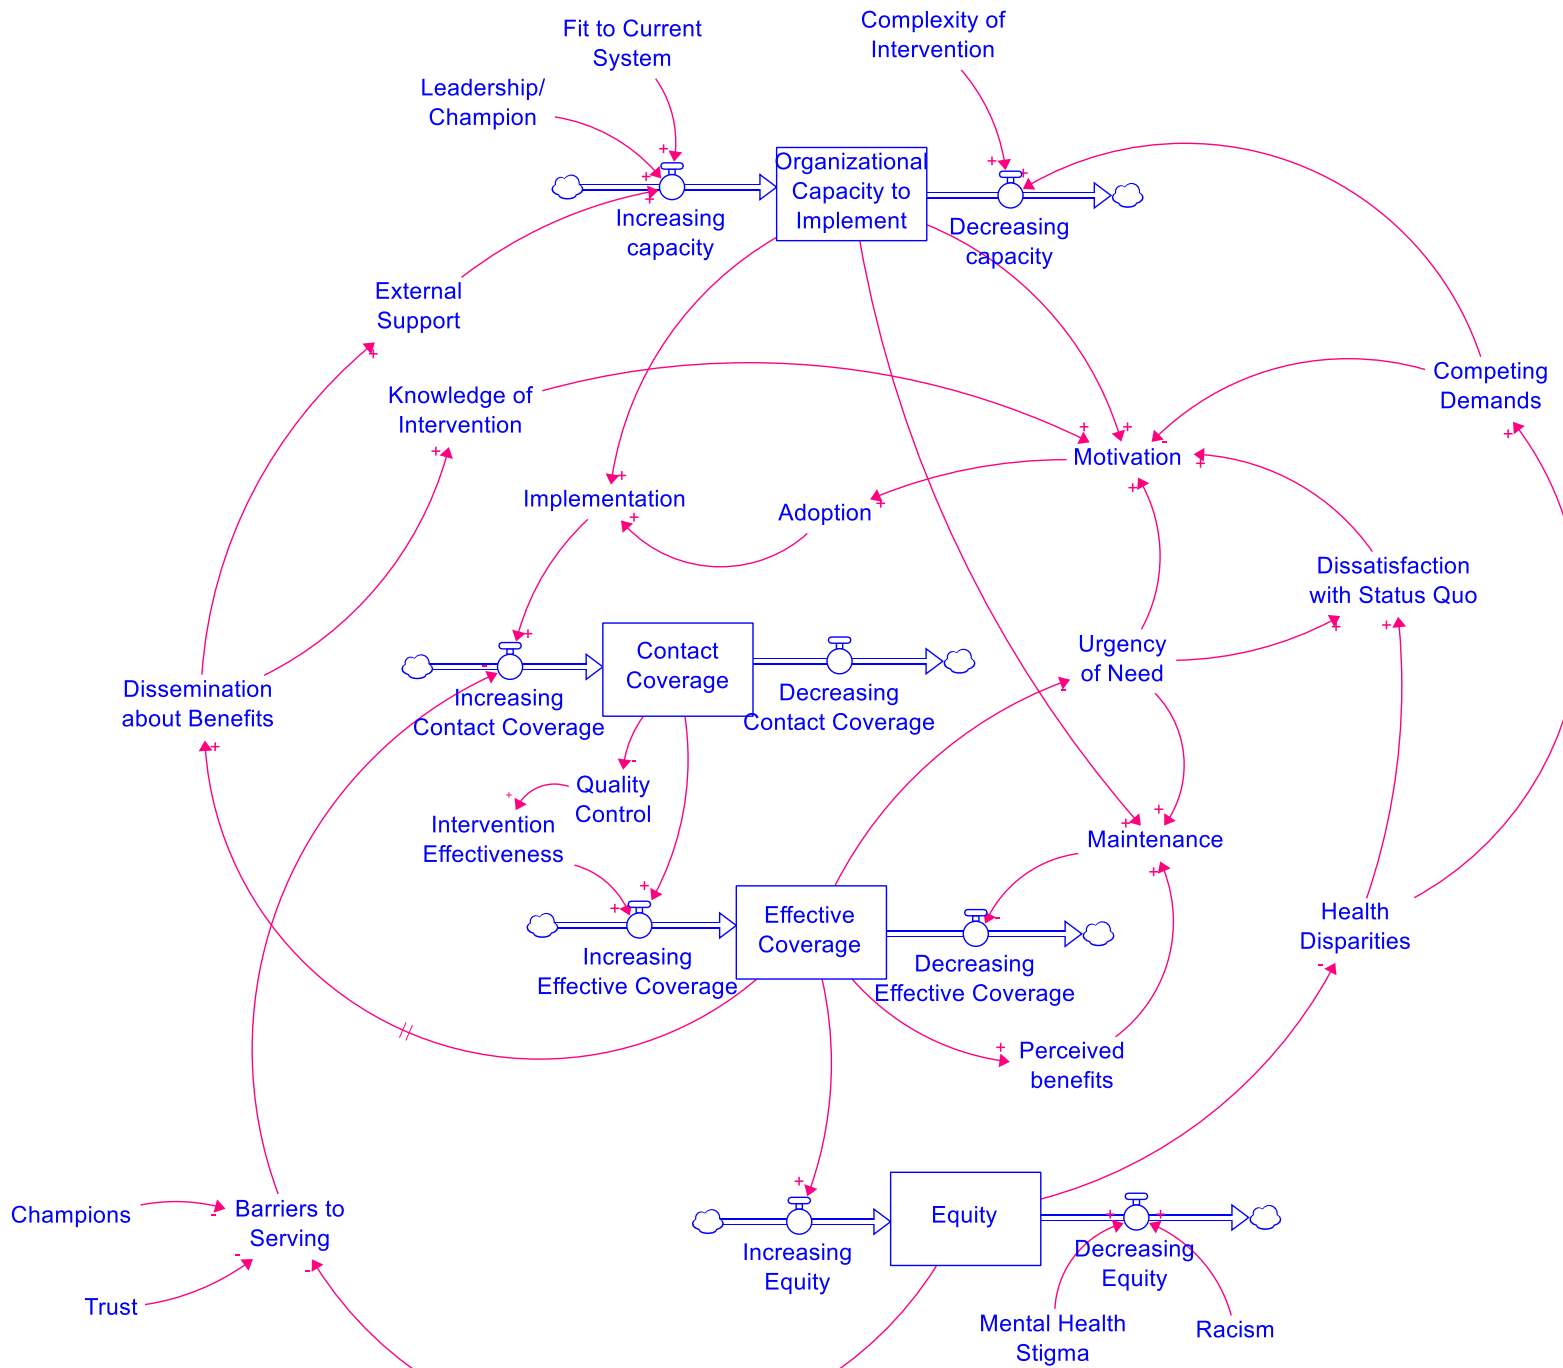 Fit to Current
System
Complexity of
Intervention
Leadership/
Champion
Organizational
Capacity to
Implement
Increasing
capacity
Decreasing
capacity
External
Support
Knowledge of
Intervention
Competing
Demands
Motivation
Implementation
Adoption
Dissatisfaction
with Status Quo
Urgency
of Need
Contact
Coverage
Increasing
Contact Coverage
Decreasing
Contact Coverage
Dissemination
about Benefits
Quality
Control
Intervention
Effectiveness
Maintenance
Effective
Coverage
Increasing
Effective Coverage
Decreasing
Effective Coverage
Health
Disparities
Perceived
benefits
Champions
Barriers to
Serving
Equity
Increasing
Equity
Decreasing
Equity
Trust
Mental Health
Stigma
Racism